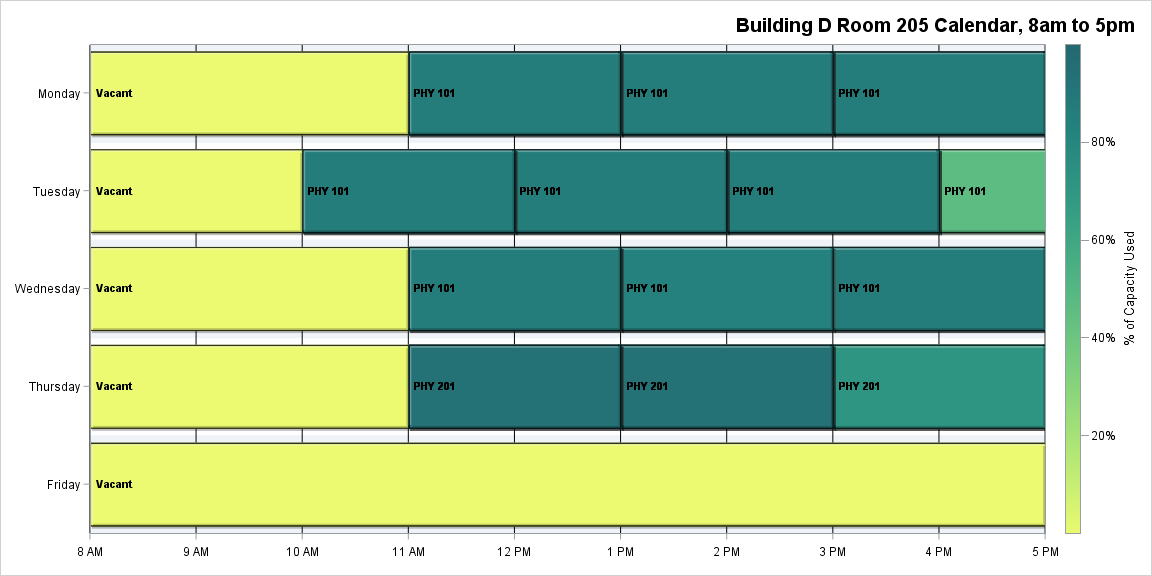 Building D Room 205 Calendar, 8am to 5pm
Monday Vacant PHY 101 PHY 101 PHY 101
80%
Tuesday Vacant PHY 101 PHY 101 PHY 101 PHY 101
60%
% of Capacity Used
Wednesday Vacant PHY 101 PHY 101 PHY 101
40%
Thursday Vacant PHY 201 PHY 201 PHY 201
20%
Friday Vacant
8 AM 9 AM 10 AM 11 AM 12 PM 1 PM 2 PM 3 PM 4 PM 5 PM